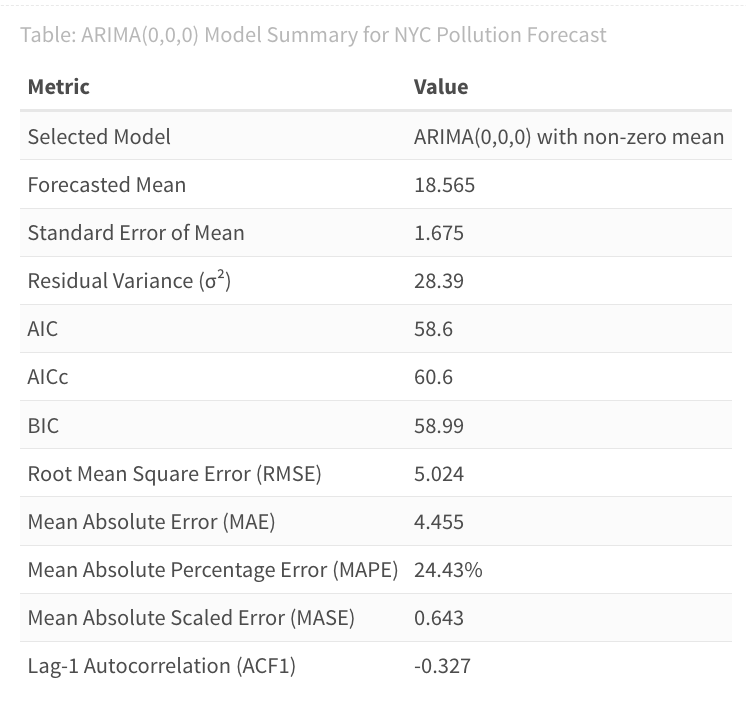 Table: ARIMA(0,0,0) Model Summary for NYC Pollution Forecast
Metric Value
Selected Model ARIMA(0,0,0) with non-zero mean
Forecasted Mean 18.565
Standard Error of Mean 1.675
Residual Variance (σ²) 28.39
AIC 58.6
AICc 60.6
BIC 58.99
Root Mean Square Error (RMSE) 5.024
Mean Absolute Error (MAE) 4.455
Mean Absolute Percentage Error (MAPE) 24.43%
Mean Absolute Scaled Error (MASE) 0.643
Lag-1 Autocorrelation (ACF1) -0.327